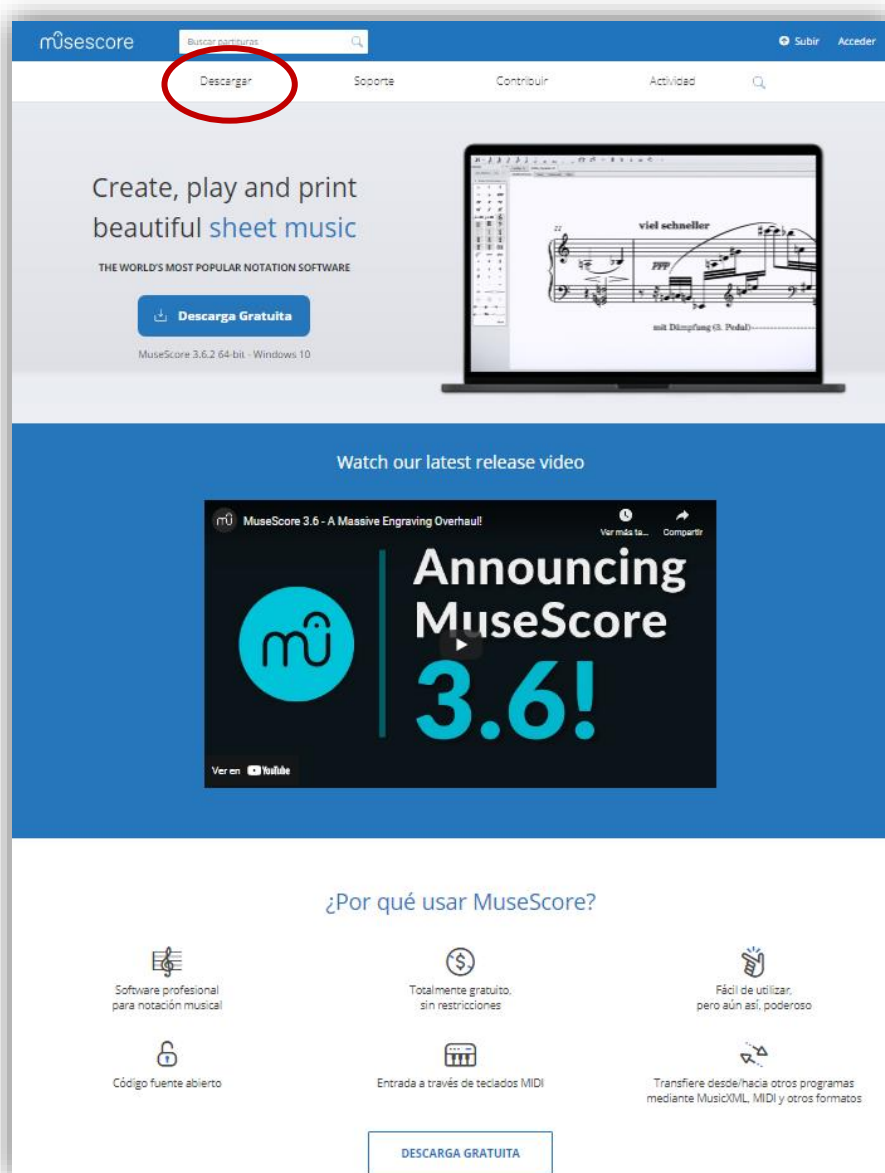 musescore
Buscar partituras
Subir
Acceder
Descargar
Soporte
Contribuir
Actividad
Create, play and print
beautiful sheet music
THE WORLD'S MOST POPULAR NOTATION SOFTWARE
Descarga Gratuita
MuseScore 3.6.2 64-bit - Windows 10
22
viel schneller
ppp
mit Dämpfung (3. Pedal)
Watch our latest release video
mu MuseScore 3.6 - A Massive Engraving Overhaul!
Ver más ta...
Compartir
Announcing
MuseScore
3.6!
mu
Ver en YouTube
¿Por qué usar MuseScore?
Software profesional
para notación musical
Totalmente gratuito,
sin restricciones
Fácil de utilizar,
pero aún así, poderoso
Código fuente abierto
Entrada a través de teclados MIDI
Transfiere desde/hacia otros programas
mediante MusicXML, MIDI y otros formatos
DESCARGA GRATUITA